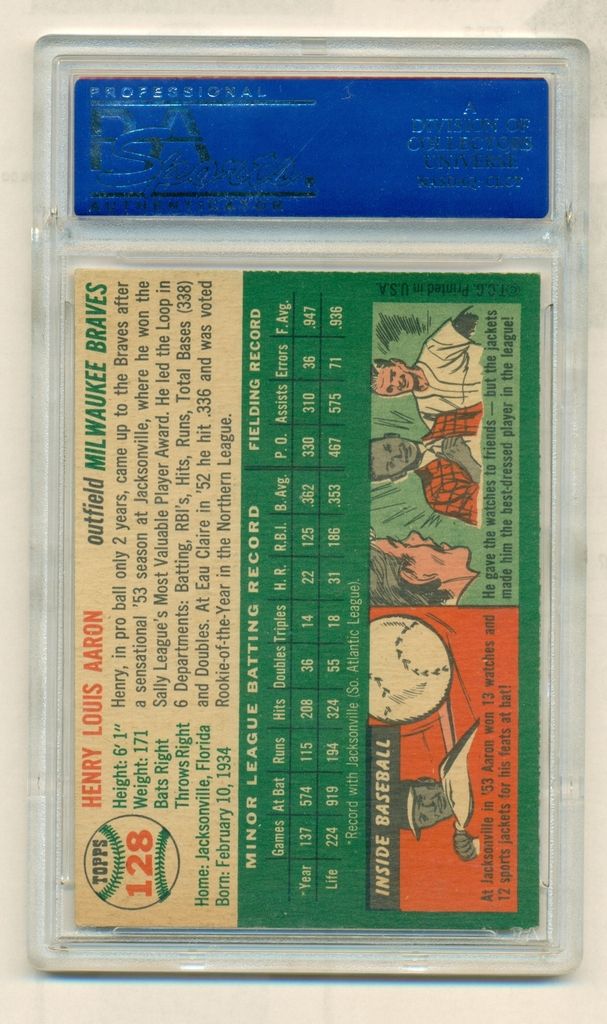 PROFESSIONAL
PSA
AUTHENTICATOR
A
DIVISION OF
COLLECTORS
UNIVERSE
NASDAQ: CLCT
TOPPS
128
HENRY LOUIS AARON outfield MILWAUKEE BRAVES
Height: 6' 1"
Weight: 171
Bats Right
Throws Right
Home: Jacksonville, Florida
Born: February 10, 1934
Henry, in pro ball only 2 years, came up to the Braves after
a sensational '53 season at Jacksonville, where he won the
Sally League's Most Valuable Player Award. He led the Loop in
6 Departments: Batting, RBI's, Hits, Runs, Total Bases (338)
and Doubles. At Eau Claire in '52 he hit .336 and was voted
Rookie-of-the-Year in the Northern League.
MINOR LEAGUE BATTING RECORD FIELDING RECORD
Games At Bat Runs Hits Doubles Triples H. R. R.B.I. B. Avg. P. O. Assists Errors F. Avg.
*Year 137 574 115 208 36 14 22 125 .362 330 310 36 .947
Life 224 919 194 324 55 18 31 186 .353 467 575 71 .936
*Record with Jacksonville (So. Atlantic League).
INSIDE BASEBALL
At Jacksonville in '53 Aaron won 13 watches and
12 sports jackets for his feats at bat!
He gave the watches to friends — but the jackets
made him the best-dressed player in the league!
©T.C.G. Printed in U.S.A.